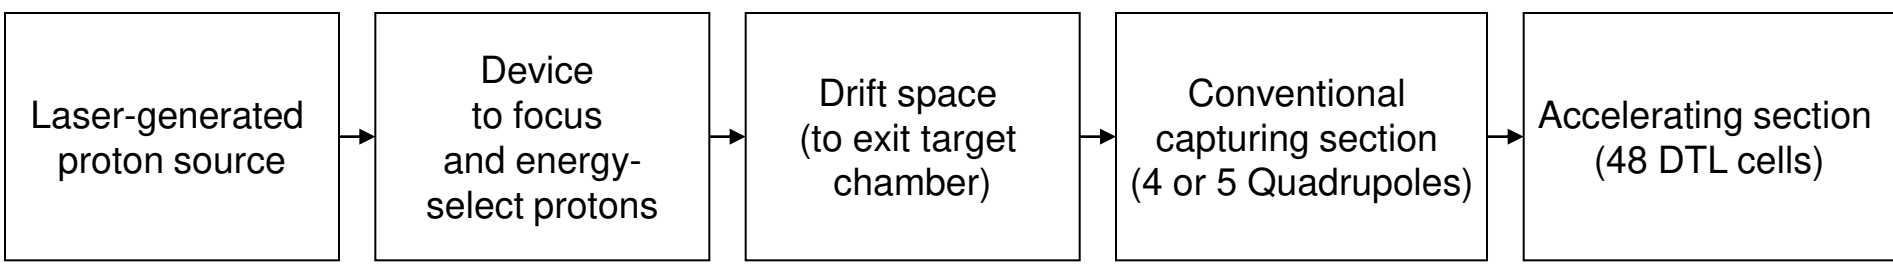 Laser-generated
proton source
Device
to focus
and energy-
select protons
Drift space
(to exit target
chamber)
Conventional
capturing section
(4 or 5 Quadrupoles)
Accelerating section
(48 DTL cells)